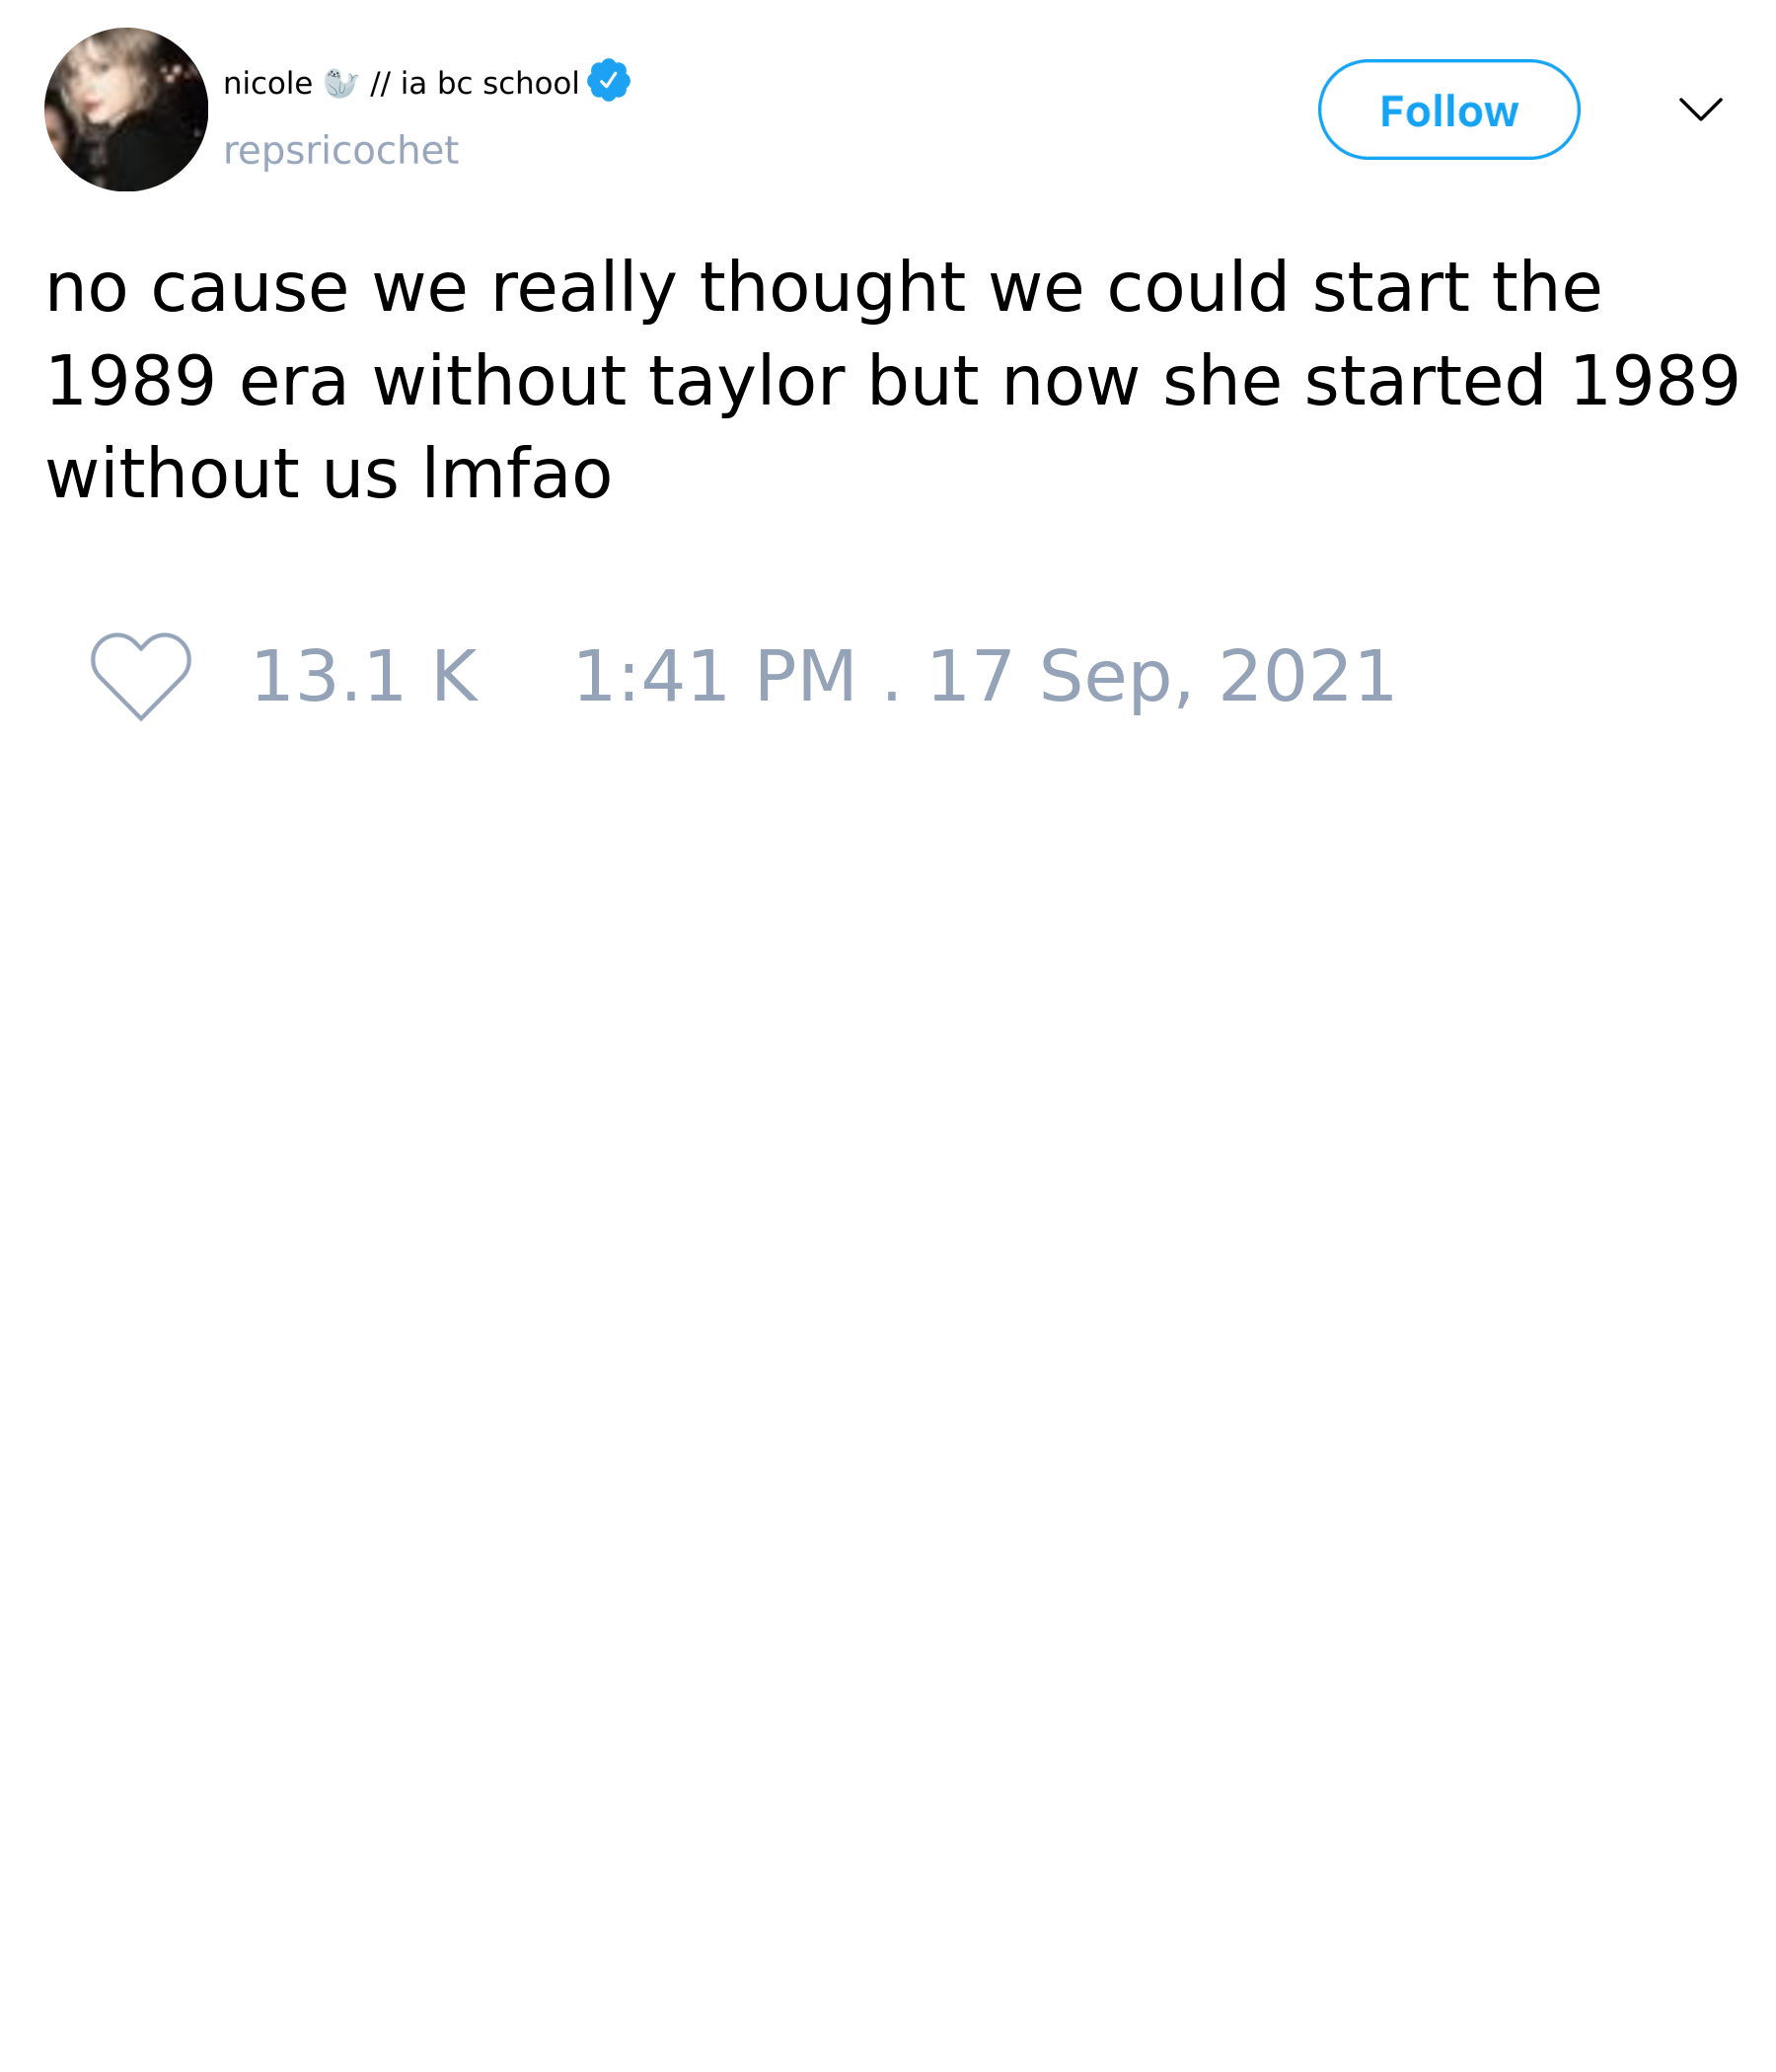 nicole 🦭 // ia bc school
repsricochet
Follow
no cause we really thought we could start the
1989 era without taylor but now she started 1989
without us lmfao
13.1 K 1:41 PM . 17 Sep, 2021